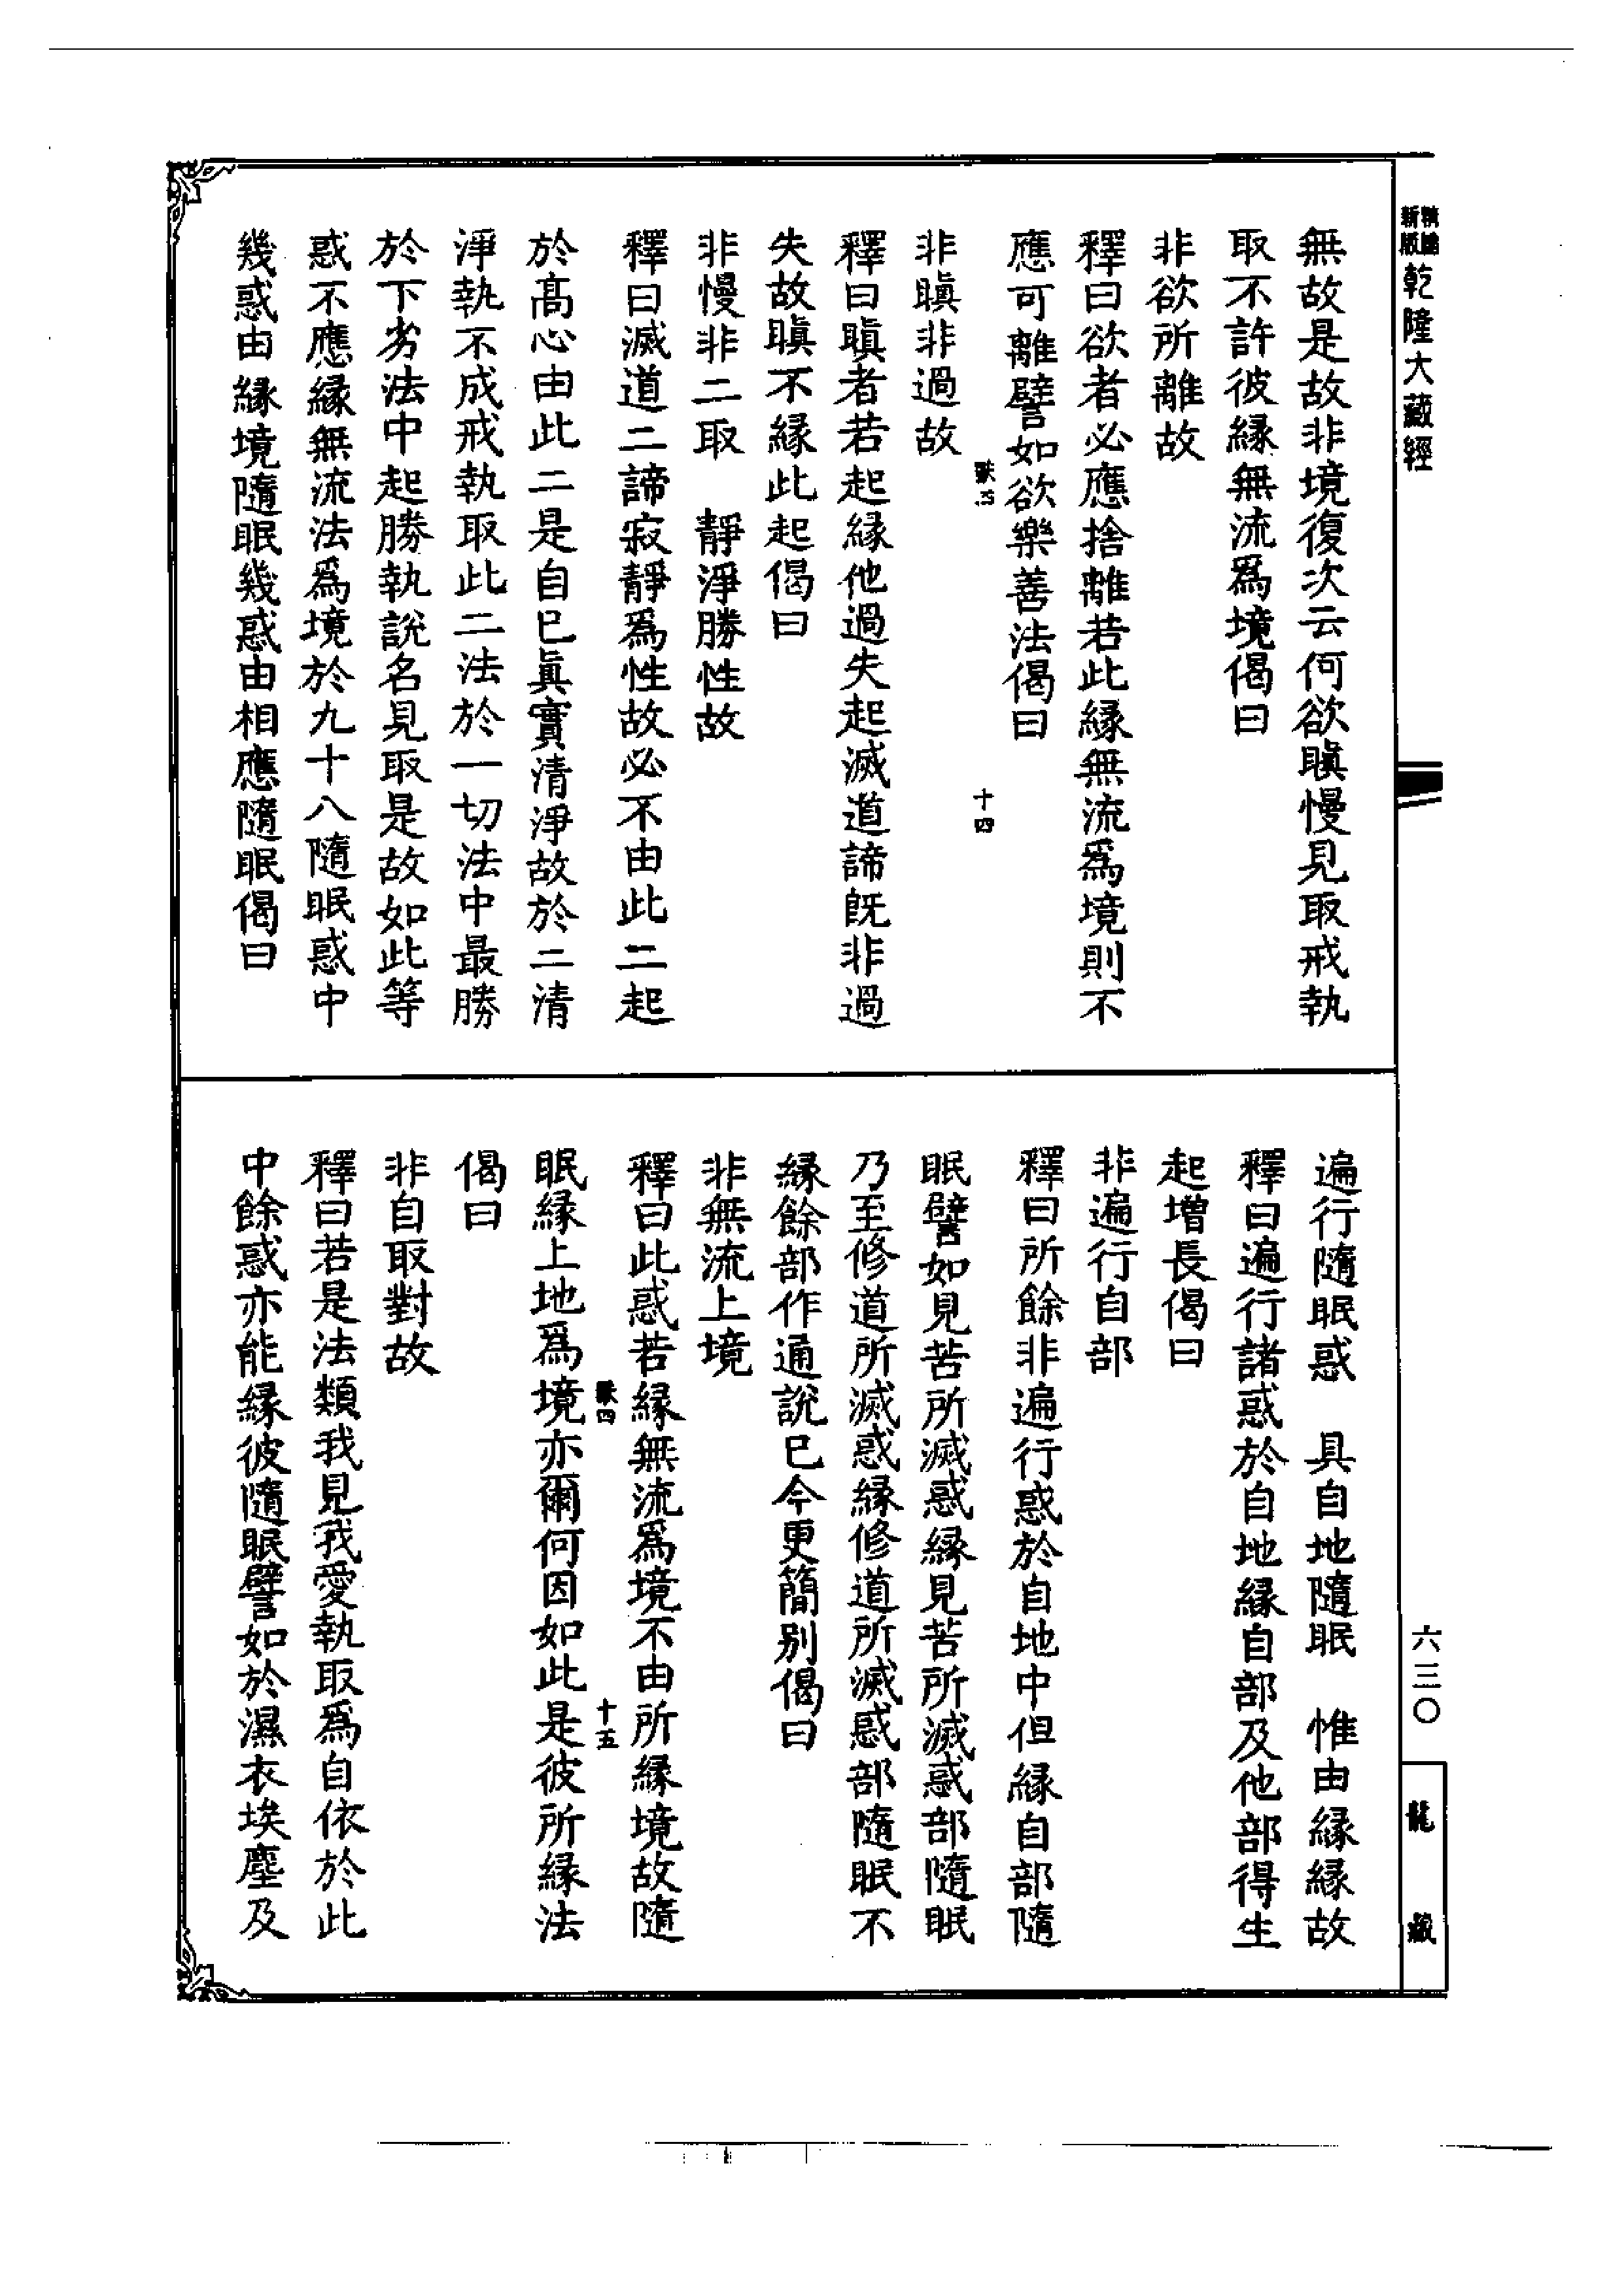 新版
精繪
乾隆大藏經
無故是故非境復次云何欲瞋慢見取戒執
取不許彼緣無流爲境偈曰
非欲所離故
釋曰欲者必應捨離若此緣無流爲境則不
應可離譬如欲樂善法偈曰
十四
非瞋非過故
釋曰瞋者若起緣他過失起滅道諦旣非過
失故瞋不緣此起偈曰
非慢非二取　靜淨勝性故
釋曰滅道二諦寂靜爲性故必不由此二起
於高心由此二是自已眞實清淨故於二清
淨執不成戒執取此二法於一切法中最勝
於下劣法中起勝執說名見取是故如此等
惑不應緣無流法爲境於九十八隨眠惑中
幾惑由緣境隨眠幾惑由相應隨眠偈曰
遍行隨眠惑　具自地隨眠　惟由緣緣故
釋曰遍行諸惑於自地緣自部及他部得生
起增長偈曰
非遍行自部
釋曰所餘非遍行惑於自地中但緣自部隨
眠譬如見苦所滅惑緣見苦所滅惑部隨眠
乃至修道所滅惑緣修道所滅惑部隨眠不
緣餘部作通說已今更簡別偈曰
非無流上境
釋曰此惑若緣無流爲境不由所緣境故隨
十五
眠緣上地爲境亦爾何因如此是彼所緣法
偈曰
非自取對故
釋曰若是法類我見我愛執取爲自依於此
中餘惑亦能緣彼隨眠譬如於濕衣埃塵及
六三〇
龍藏